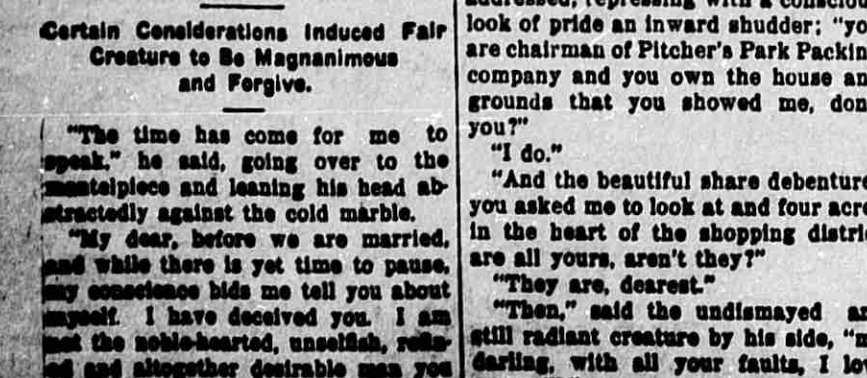 Certain Considerations Induced Fair
Creature to Be Magnanimous
and Forgive.
"The time has come for me to
speak," he said, going over to the
mantelpiece and leaning his head ab-
stractedly against the cold marble.
"My dear, before we are married,
and while there is yet time to pause,
my conscience bids me tell you about
myself. I have deceived you. I am
not the noble-hearted, unselfish, refin-
ed and altogether desirable man you
look of pride an inward shudder; "yo
are chairman of Pitcher's Park Packin
company and you own the house an
grounds that you showed me, don
you?"
"I do."
"And the beautiful share debenture
you asked me to look at and four acre
in the heart of the shopping distric
are all yours, aren't they?"
"They are, dearest."
"Then," said the undismayed an
still radiant creature by his side, "m
darling, with all your faults, I lo